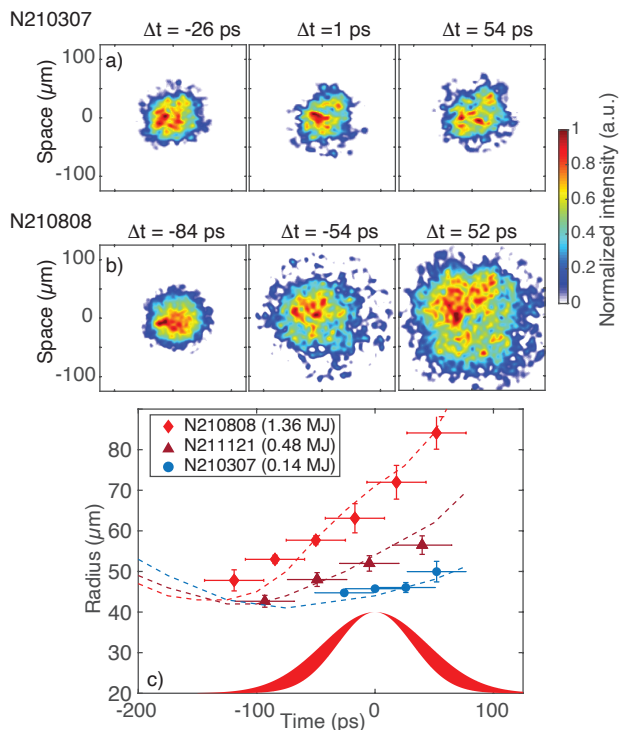 N210307
Δt = -26 ps
Δt =1 ps
Δt = 54 ps
a)
100
0
-100
Space (µm)
N210808
Δt = -84 ps
Δt = -54 ps
Δt = 52 ps
b)
100
0
-100
Space (µm)
1
0.8
0.6
0.4
0.2
0
Normalized intensity (a.u.)
N210808 (1.36 MJ)
N211121 (0.48 MJ)
N210307 (0.14 MJ)
80
70
60
50
40
30
20
Radius (µm)
c)
-200
-100
0
100
Time (ps)